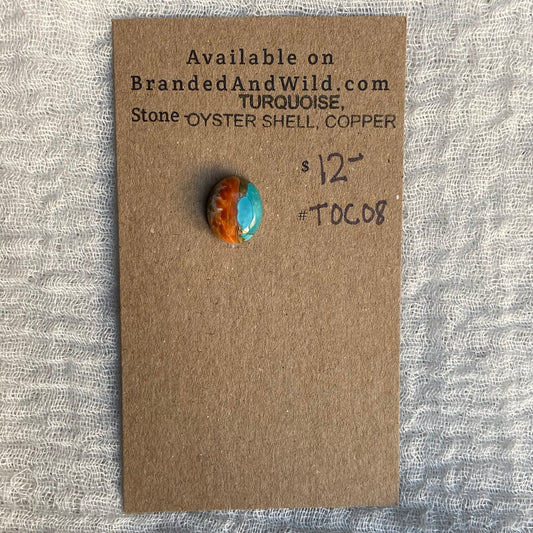 Available on
BrandedAndWild.com
TURQUOISE,
Stone - OYSTER SHELL, COPPER
$ 12-
# TOC08